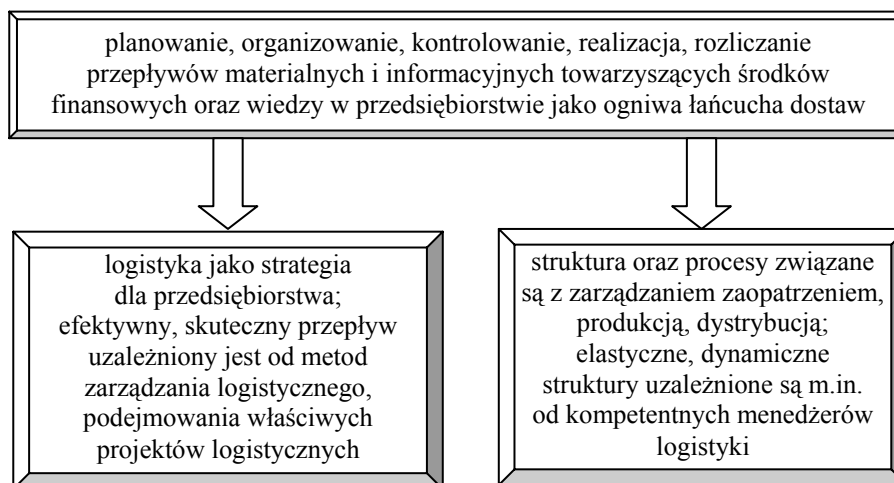 planowanie, organizowanie, kontrolowanie, realizacja, rozliczanie
przepływów materialnych i informacyjnych towarzyszących środków
finansowych oraz wiedzy w przedsiębiorstwie jako ogniwa łańcucha dostaw
logistyka jako strategia
dla przedsiębiorstwa;
efektywny, skuteczny przepływ
uzależniony jest od metod
zarządzania logistycznego,
podejmowania właściwych
projektów logistycznych
struktura oraz procesy związane
są z zarządzaniem zaopatrzeniem,
produkcją, dystrybucją;
elastyczne, dynamiczne
struktury uzależnione są m.in.
od kompetentnych menedżerów
logistyki